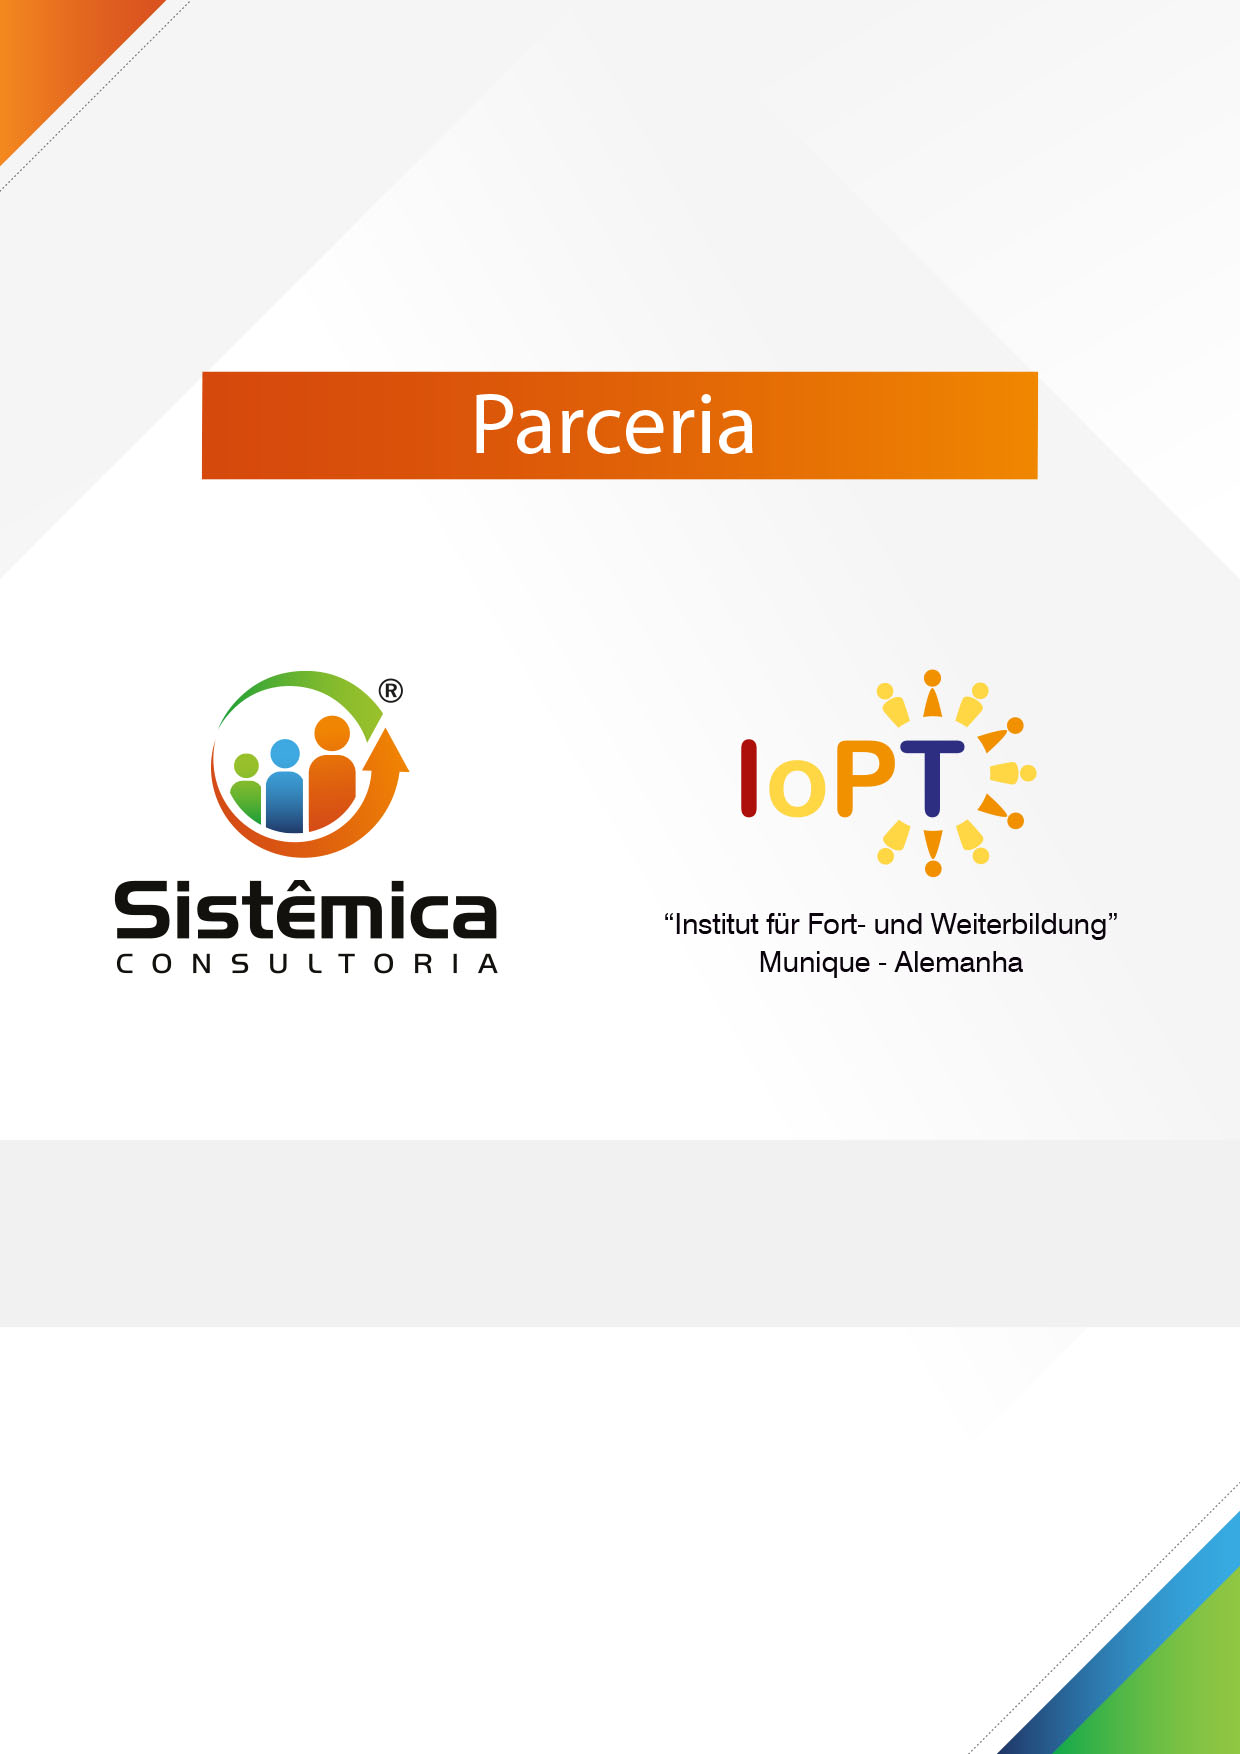 Parceria
®
Sistêmica
CONSULTORIA
IoPT
“Institut für Fort- und Weiterbildung”
Munique - Alemanha